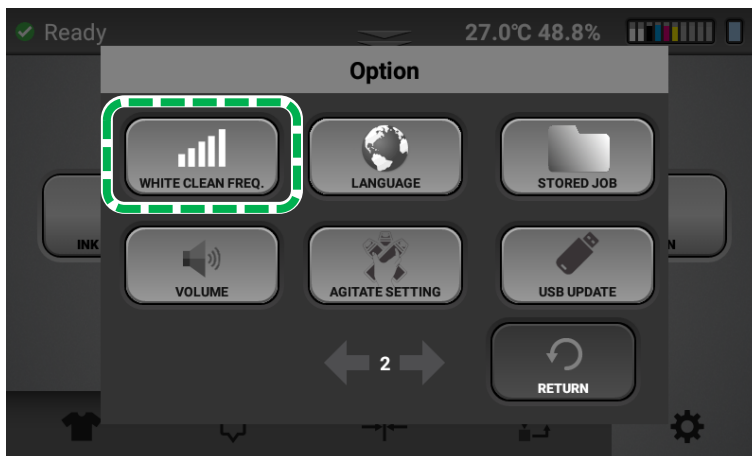 Ready
27.0℃ 48.8%
Option
WHITE CLEAN FREQ.
LANGUAGE
STORED JOB
INK
N
VOLUME
AGITATE SETTING
USB UPDATE
2
RETURN